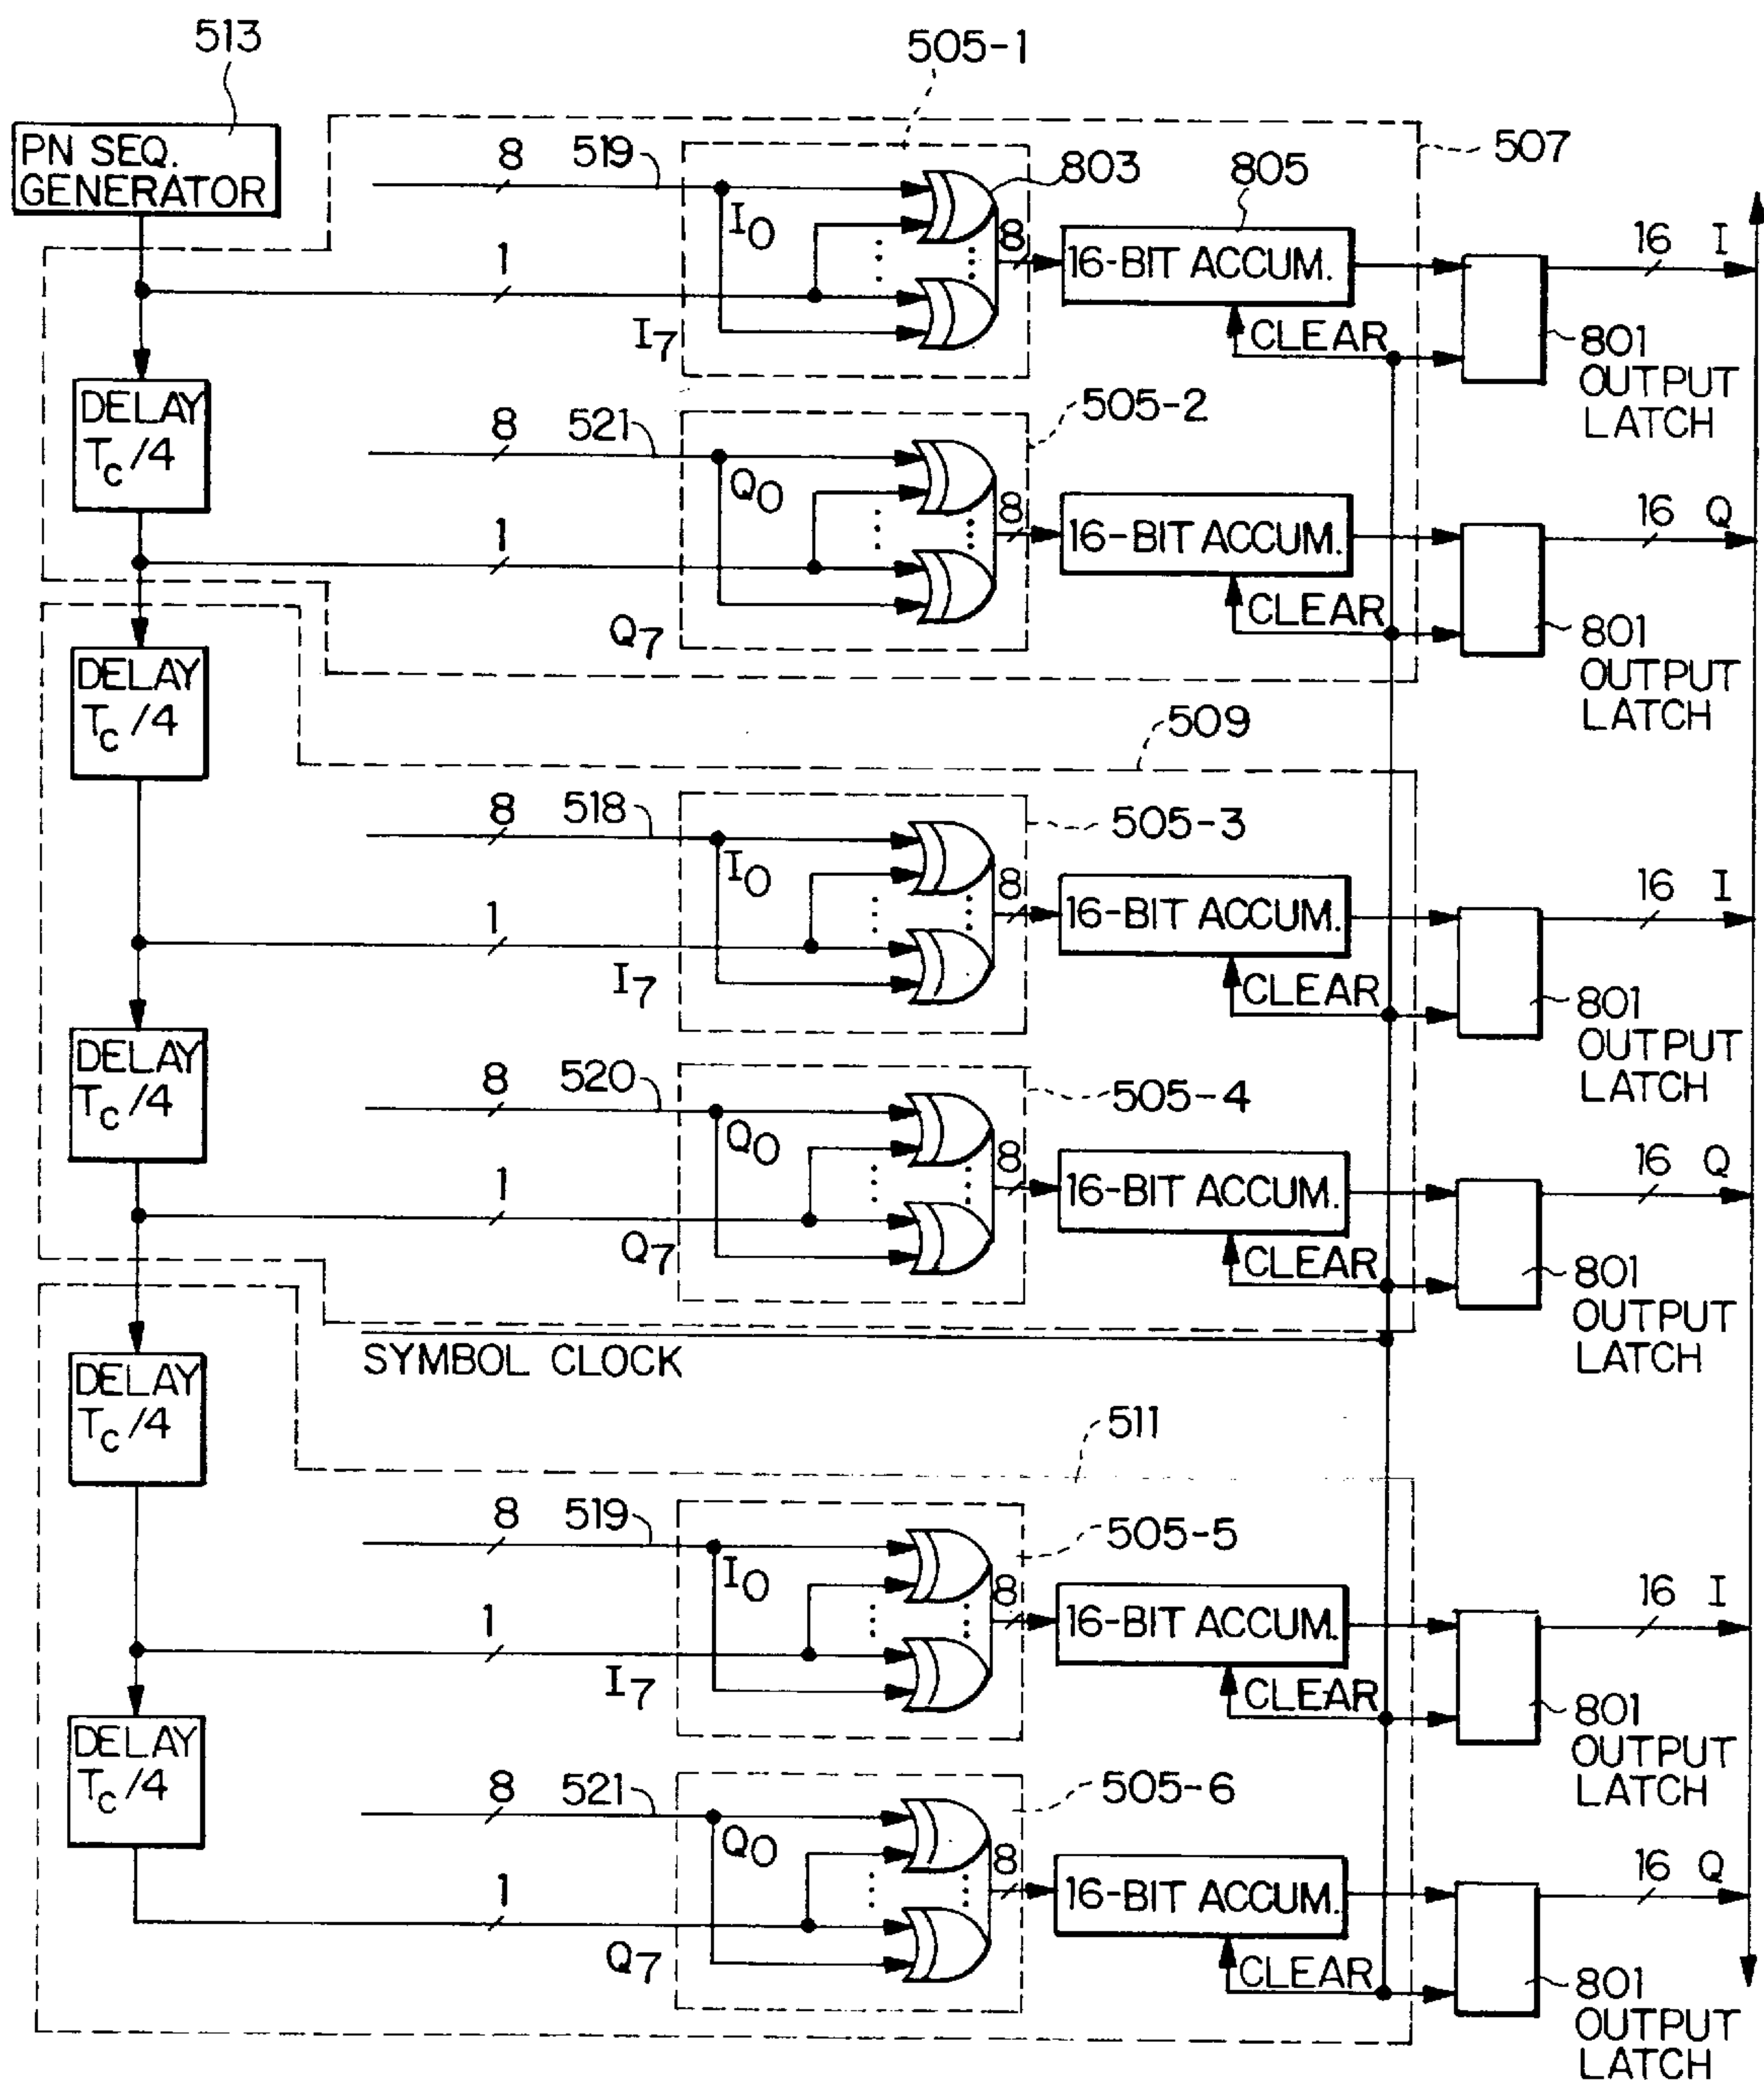 513
505-1
PN SEQ.
GENERATOR
8
519
803
805
507
I0
8
16-BIT ACCUM.
16
I
1
I7
CLEAR
801
OUTPUT
LATCH
DELAY
Tc/4
8
521
505-2
Q0
8
16-BIT ACCUM.
16
Q
1
Q7
CLEAR
801
OUTPUT
LATCH
DELAY
Tc/4
509
8
518
505-3
I0
8
16-BIT ACCUM.
16
I
1
I7
CLEAR
801
OUTPUT
LATCH
DELAY
Tc/4
8
520
505-4
Q0
8
16-BIT ACCUM.
16
Q
1
Q7
CLEAR
801
OUTPUT
LATCH
SYMBOL CLOCK
DELAY
Tc/4
511
8
519
505-5
I0
8
16-BIT ACCUM.
16
I
1
I7
CLEAR
801
OUTPUT
LATCH
DELAY
Tc/4
8
521
505-6
Q0
8
16-BIT ACCUM.
16
Q
1
Q7
CLEAR
801
OUTPUT
LATCH